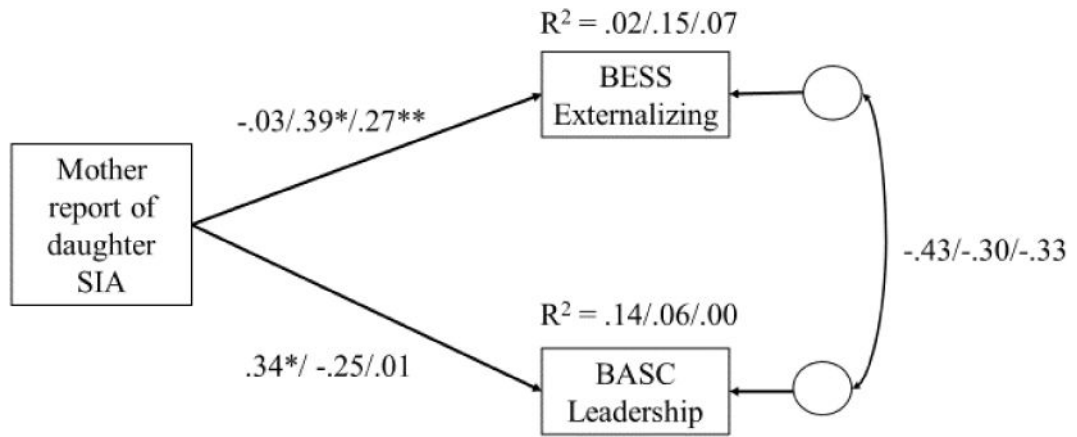 R² = .02/.15/.07
BESS
Externalizing
-.03/.39*/.27**
Mother
report of
daughter
SIA
-.43/-.30/-.33
R² = .14/.06/.00
.34*/ -.25/.01
BASC
Leadership